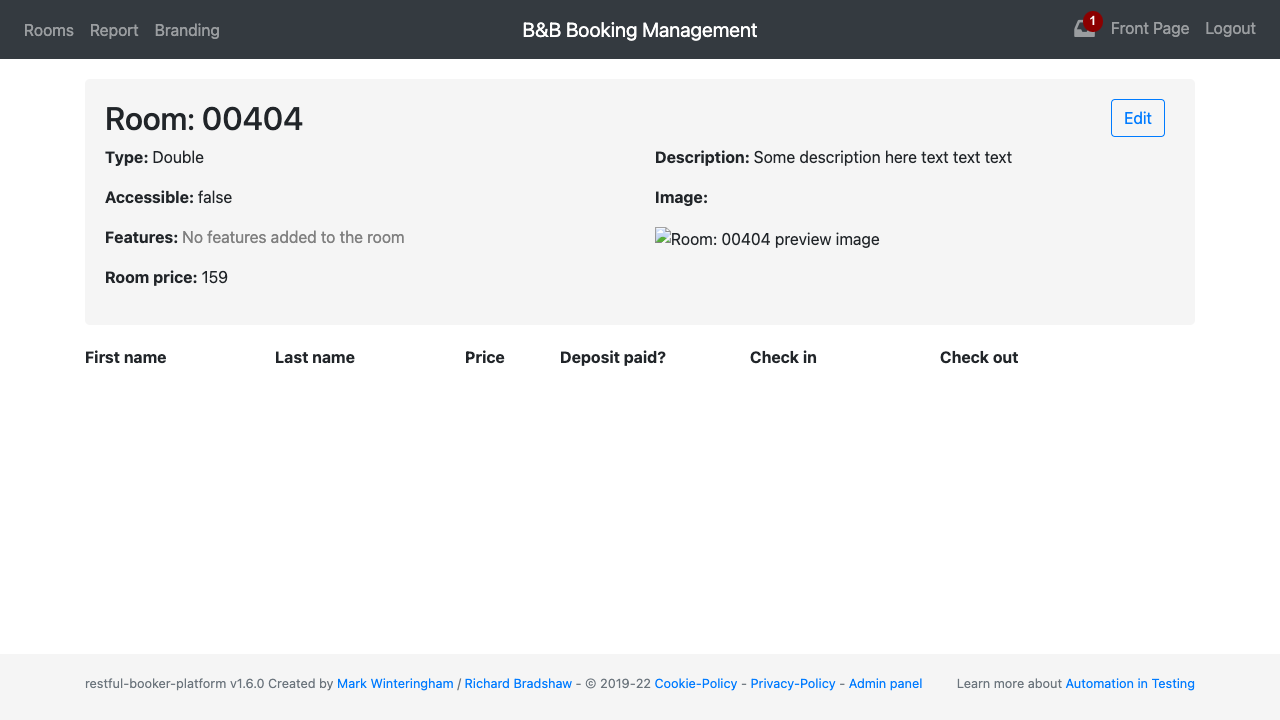 Rooms Report Branding B&B Booking Management 1 Front Page Logout
Room: 00404 Edit
Type: Double
Accessible: false
Features: No features added to the room
Room price: 159
Description: Some description here text text text
Image:
Room: 00404 preview image
First name Last name Price Deposit paid? Check in Check out
restful-booker-platform v1.6.0 Created by Mark Winteringham / Richard Bradshaw - © 2019-22 Cookie-Policy - Privacy-Policy - Admin panel Learn more about Automation in Testing